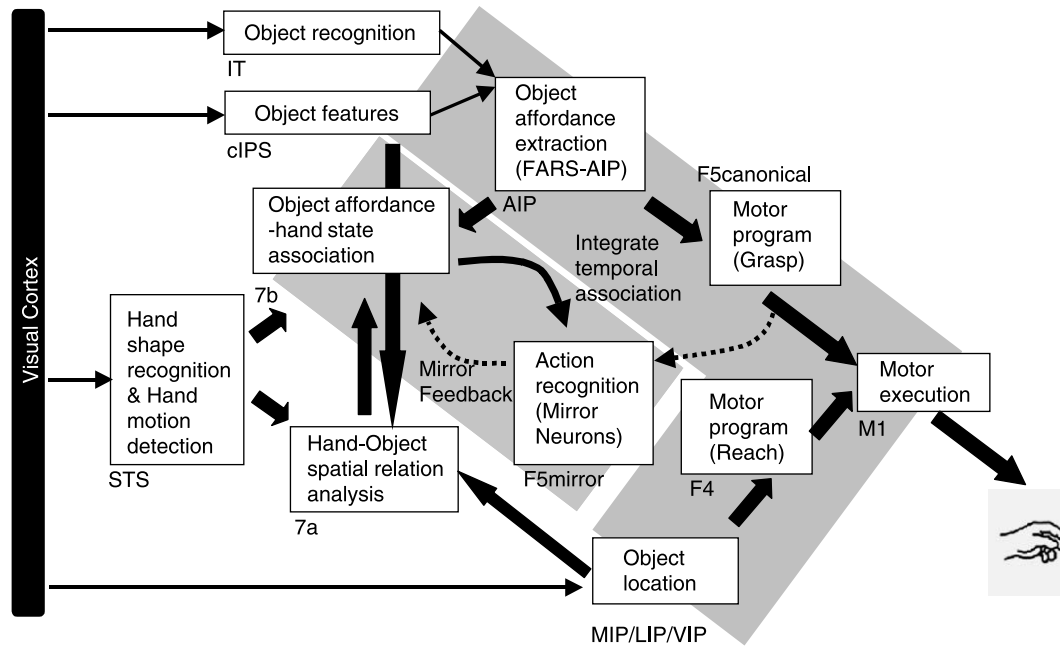 Visual Cortex
Object recognition
IT
Object features
cIPS
Object
affordance
extraction
(FARS-AIP)
AIP
F5canonical
Motor
program
(Grasp)
Object affordance
-hand state
association
7b
Integrate
temporal
association
Hand
shape
recognition
& Hand
motion
detection
STS
Mirror
Feedback
Action
recognition
(Mirror
Neurons)
F5mirror
Motor
program
(Reach)
F4
Motor
execution
M1
Hand-Object
spatial relation
analysis
7a
Object
location
MIP/LIP/VIP